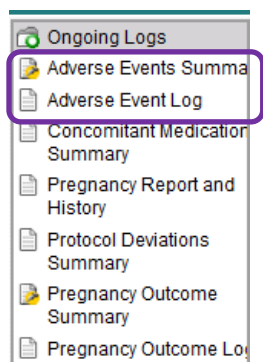 Ongoing Logs
Adverse Events Summa
Adverse Event Log
Concomitant Medication
Summary
Pregnancy Report and
History
Protocol Deviations
Summary
Pregnancy Outcome
Summary
Pregnancy Outcome Log